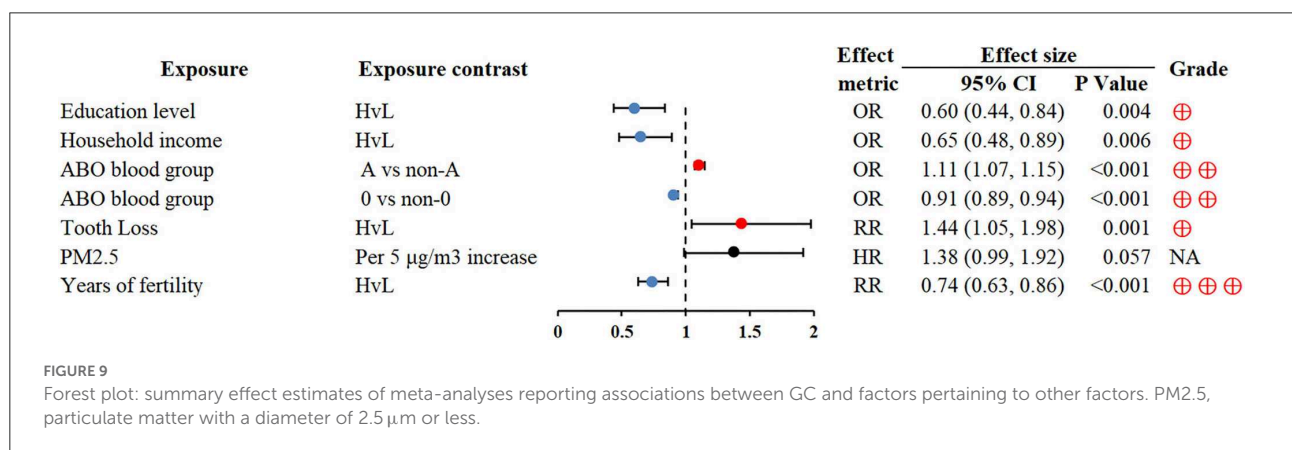 Exposure Exposure contrast Effect metric Effect size Grade
95% CI P Value
Education level HvL OR 0.60 (0.44, 0.84) 0.004 ⊕
Household income HvL OR 0.65 (0.48, 0.89) 0.006 ⊕
ABO blood group A vs non-A OR 1.11 (1.07, 1.15) <0.001 ⊕ ⊕
ABO blood group 0 vs non-0 OR 0.91 (0.89, 0.94) <0.001 ⊕ ⊕
Tooth Loss HvL RR 1.44 (1.05, 1.98) 0.001 ⊕
PM2.5 Per 5 μg/m3 increase HR 1.38 (0.99, 1.92) 0.057 NA
Years of fertility HvL RR 0.74 (0.63, 0.86) <0.001 ⊕ ⊕ ⊕
0 0.5 1 1.5 2
FIGURE 9
Forest plot: summary effect estimates of meta-analyses reporting associations between GC and factors pertaining to other factors. PM2.5,
particulate matter with a diameter of 2.5 μm or less.